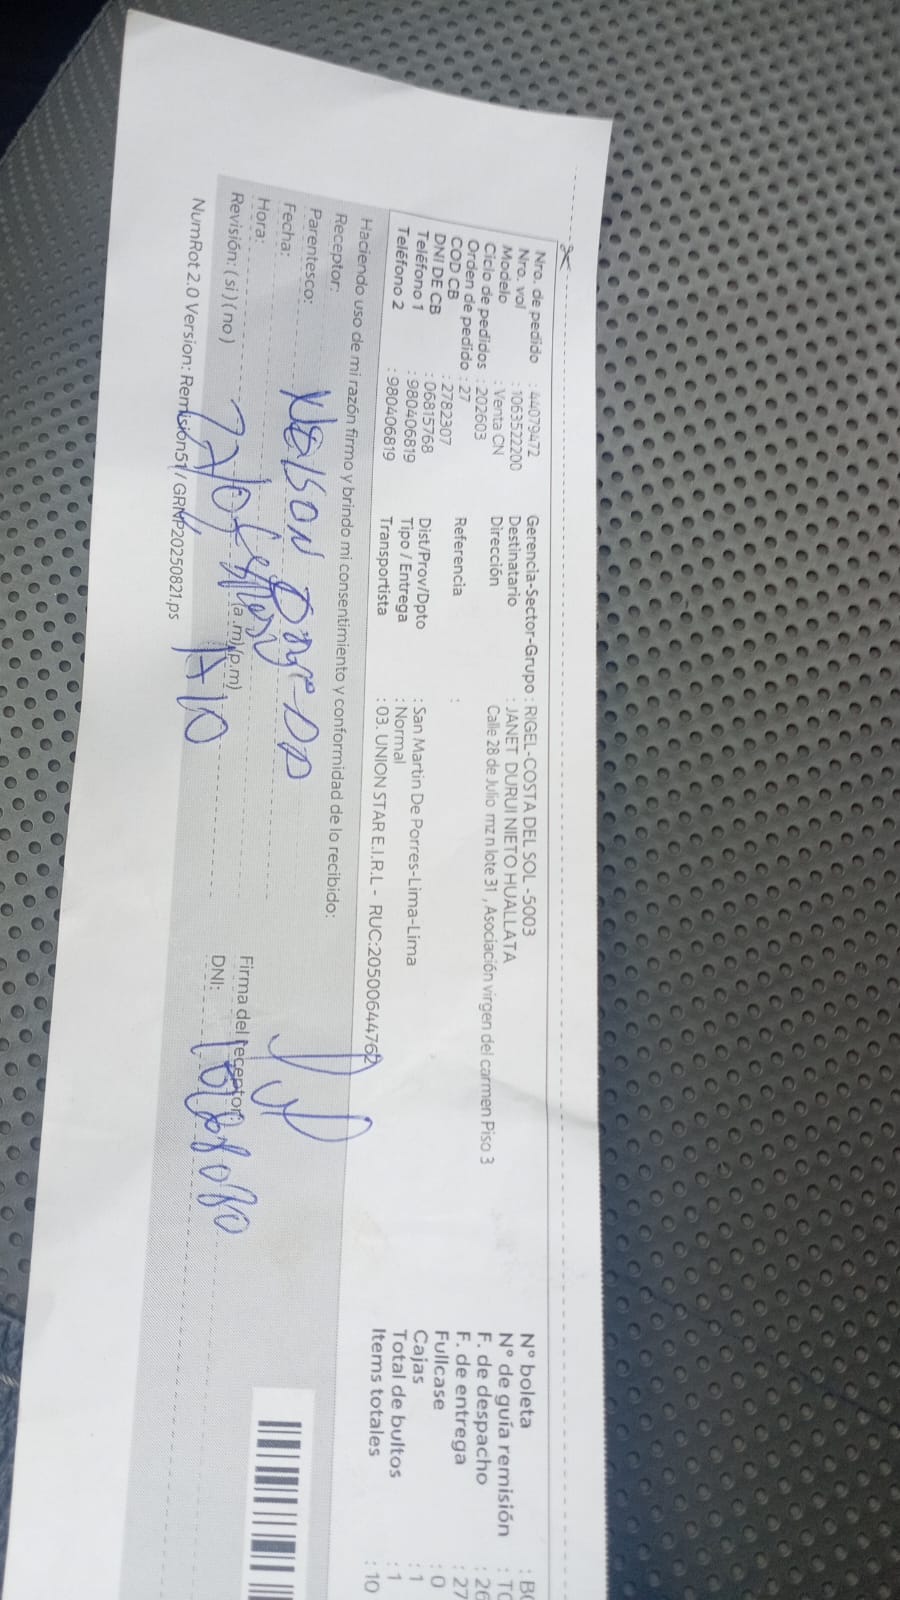 Nro. de pedido : 44079472
Nro. vol : 106352200
Modelo : Venta CN
Ciclo de pedidos : 202603
Orden de pedido : 27
COD CB : 2782307
DNI DE CB : 06815768
Teléfono 1 : 980406819
Teléfono 2 : 980406819
Gerencia-Sector-Grupo : RIGEL-COSTA DEL SOL -5003
Destinatario : JANET DURUI NIETO HUALLATA
Dirección Calle 28 de Julio mz n lote 31 , Asociación virgen del carmen Piso 3
Referencia :
Dist/Prov/Dpto : San Martin De Porres-Lima-Lima
Tipo / Entrega : Normal
Transportista : 03. UNION STAR E.I.R.L - RUC:20500644762
N° boleta : B
N° de guía remisión : T
F. de despacho : 26
F. de entrega : 27
Fullcase : 0
Cajas : 1
Total de bultos : 1
Items totales : 10
Haciendo uso de mi razón firmo y brindo mi consentimiento y conformidad de lo recibido:
Receptor:
Parentesco:
Fecha:
Hora: (a.m) (p.m)
Revisión: (si) (no)
Firma del receptor
DNI:
NumRot 2.0 Version: Remision51 / GRMP20250821.ps